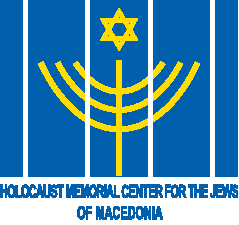 HOLOCAUST MEMORIAL CENTER FOR THE JEWS
OF MACEDONIA